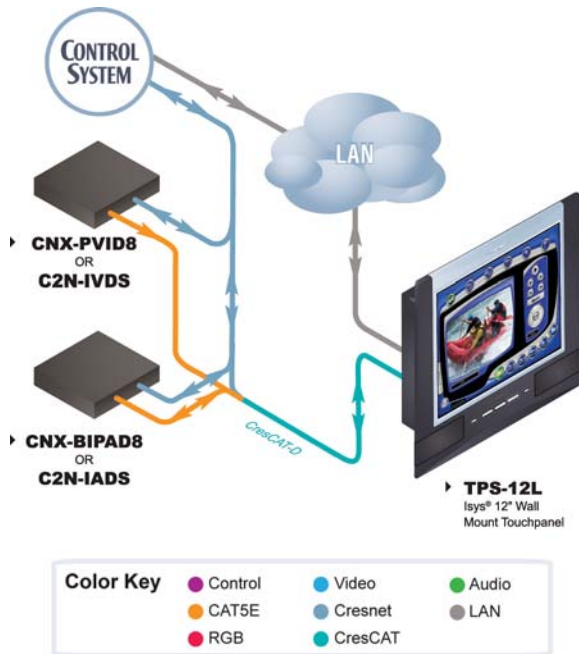 CONTROL
SYSTEM
LAN
CNX-PVID8
OR
C2N-IVDS
CNX-BIPAD8
OR
C2N-IADS
CresCAT-D
TPS-12L
Isys® 12" Wall
Mount Touchpanel
Color Key
Control
Video
Audio
CAT5E
Cresnet
LAN
RGB
CresCAT